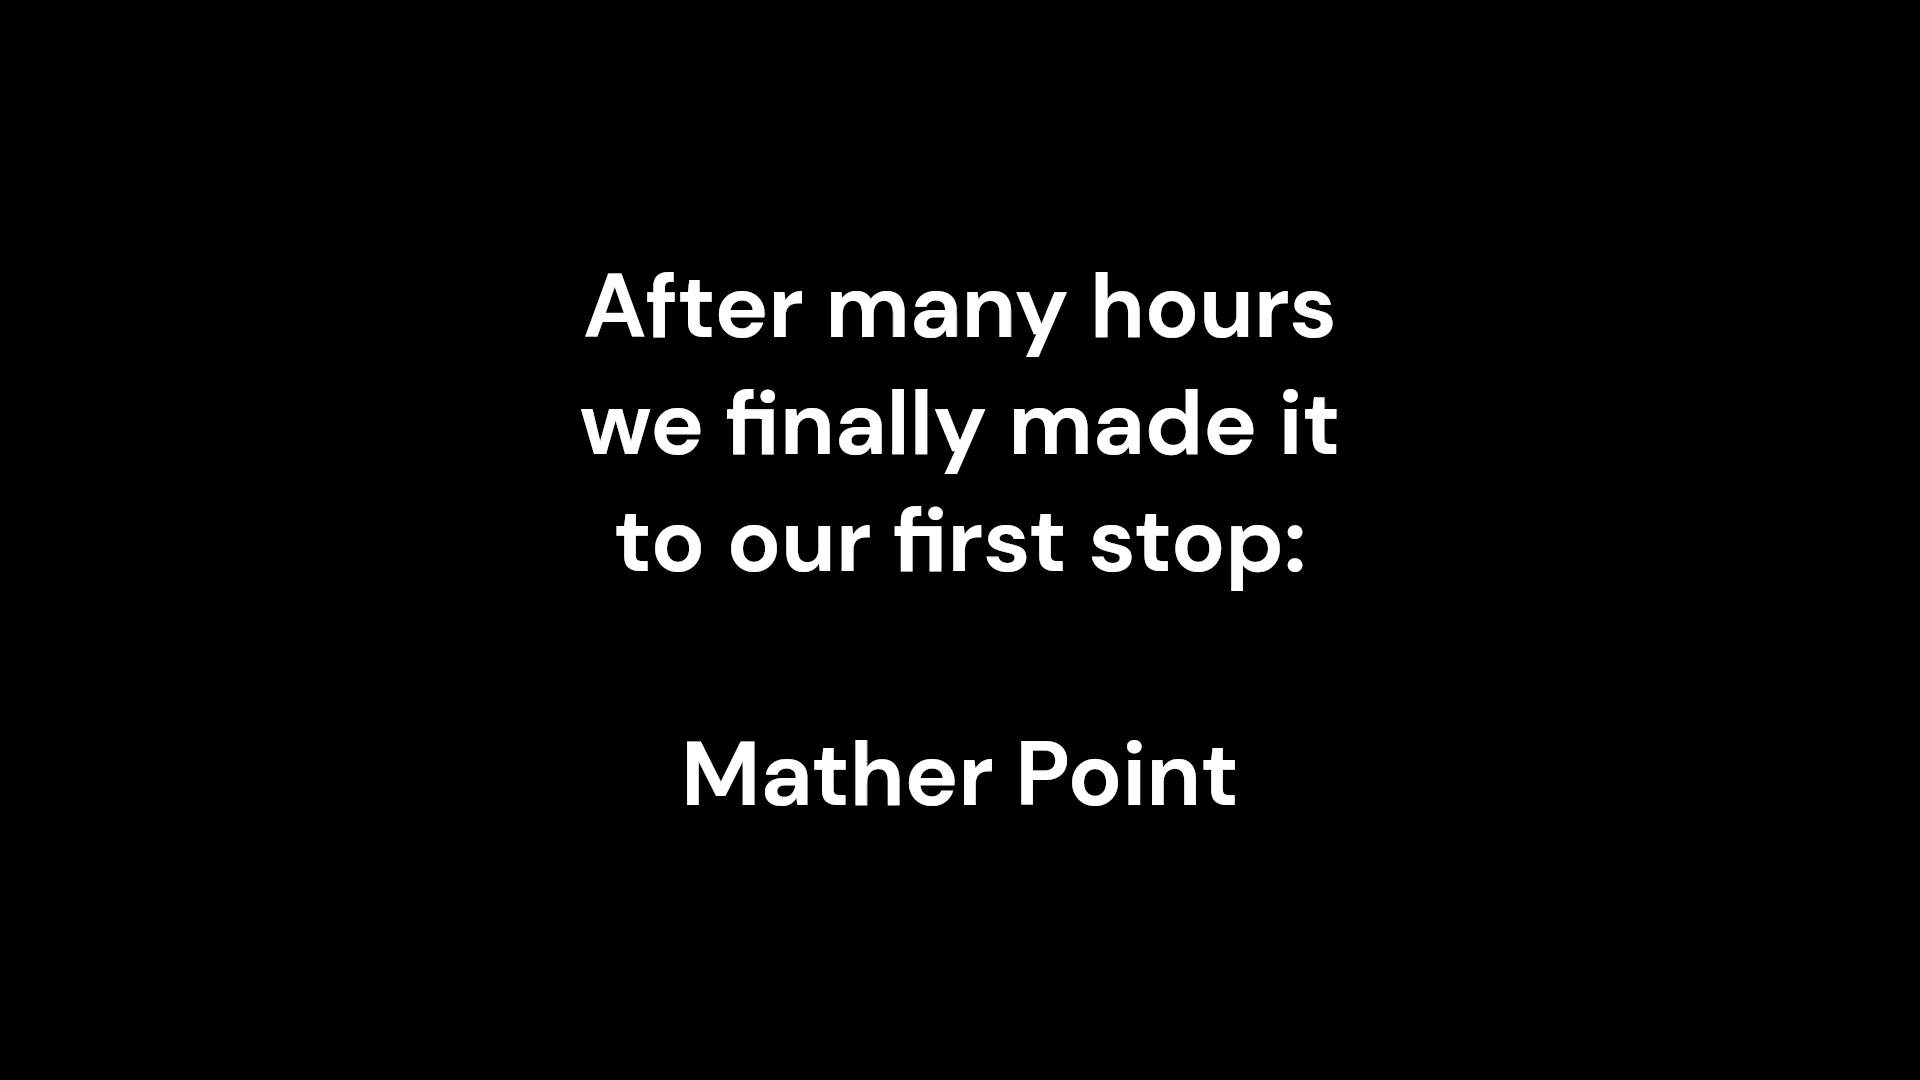 After many hours
we finally made it
to our first stop:
Mather Point